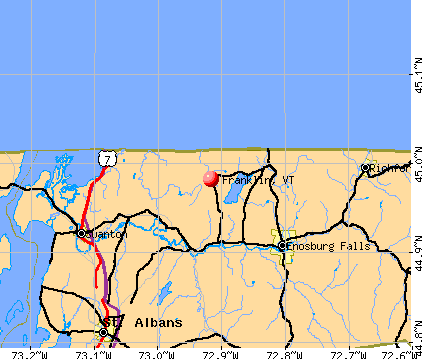 45.1°N
7
45.0°N
Richfor
Franklin, VT
Swanton
Enosburg Falls
44.9°N
St. Albans
44.8°N
73.2°W 73.1°W 73.0°W 72.9°W 72.8°W 72.7°W 72.6°W